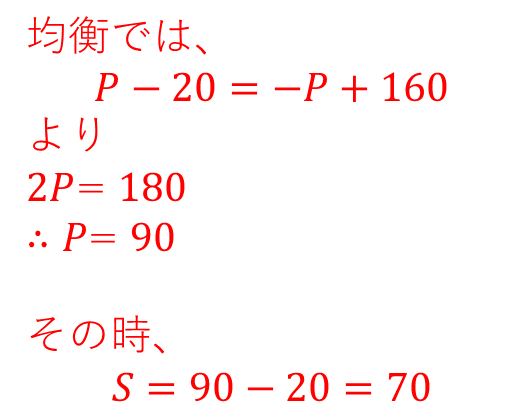 均衡では、
P − 20 = −P + 160
より
2P= 180
∴ P= 90
その時、
S = 90 − 20 = 70